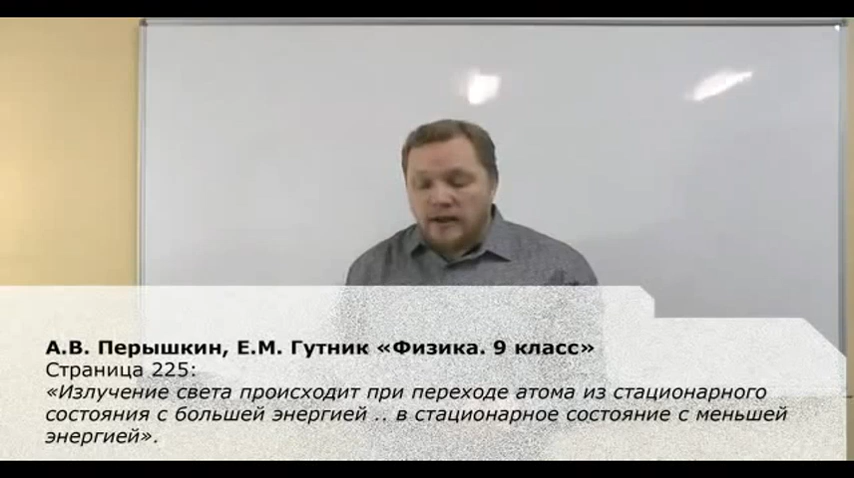 А.В. Перышкин, Е.М. Гутник «Физика. 9 класс»
Страница 225:
«Излучение света происходит при переходе атома из стационарного
состояния с большей энергией .. в стационарное состояние с меньшей
энергией».